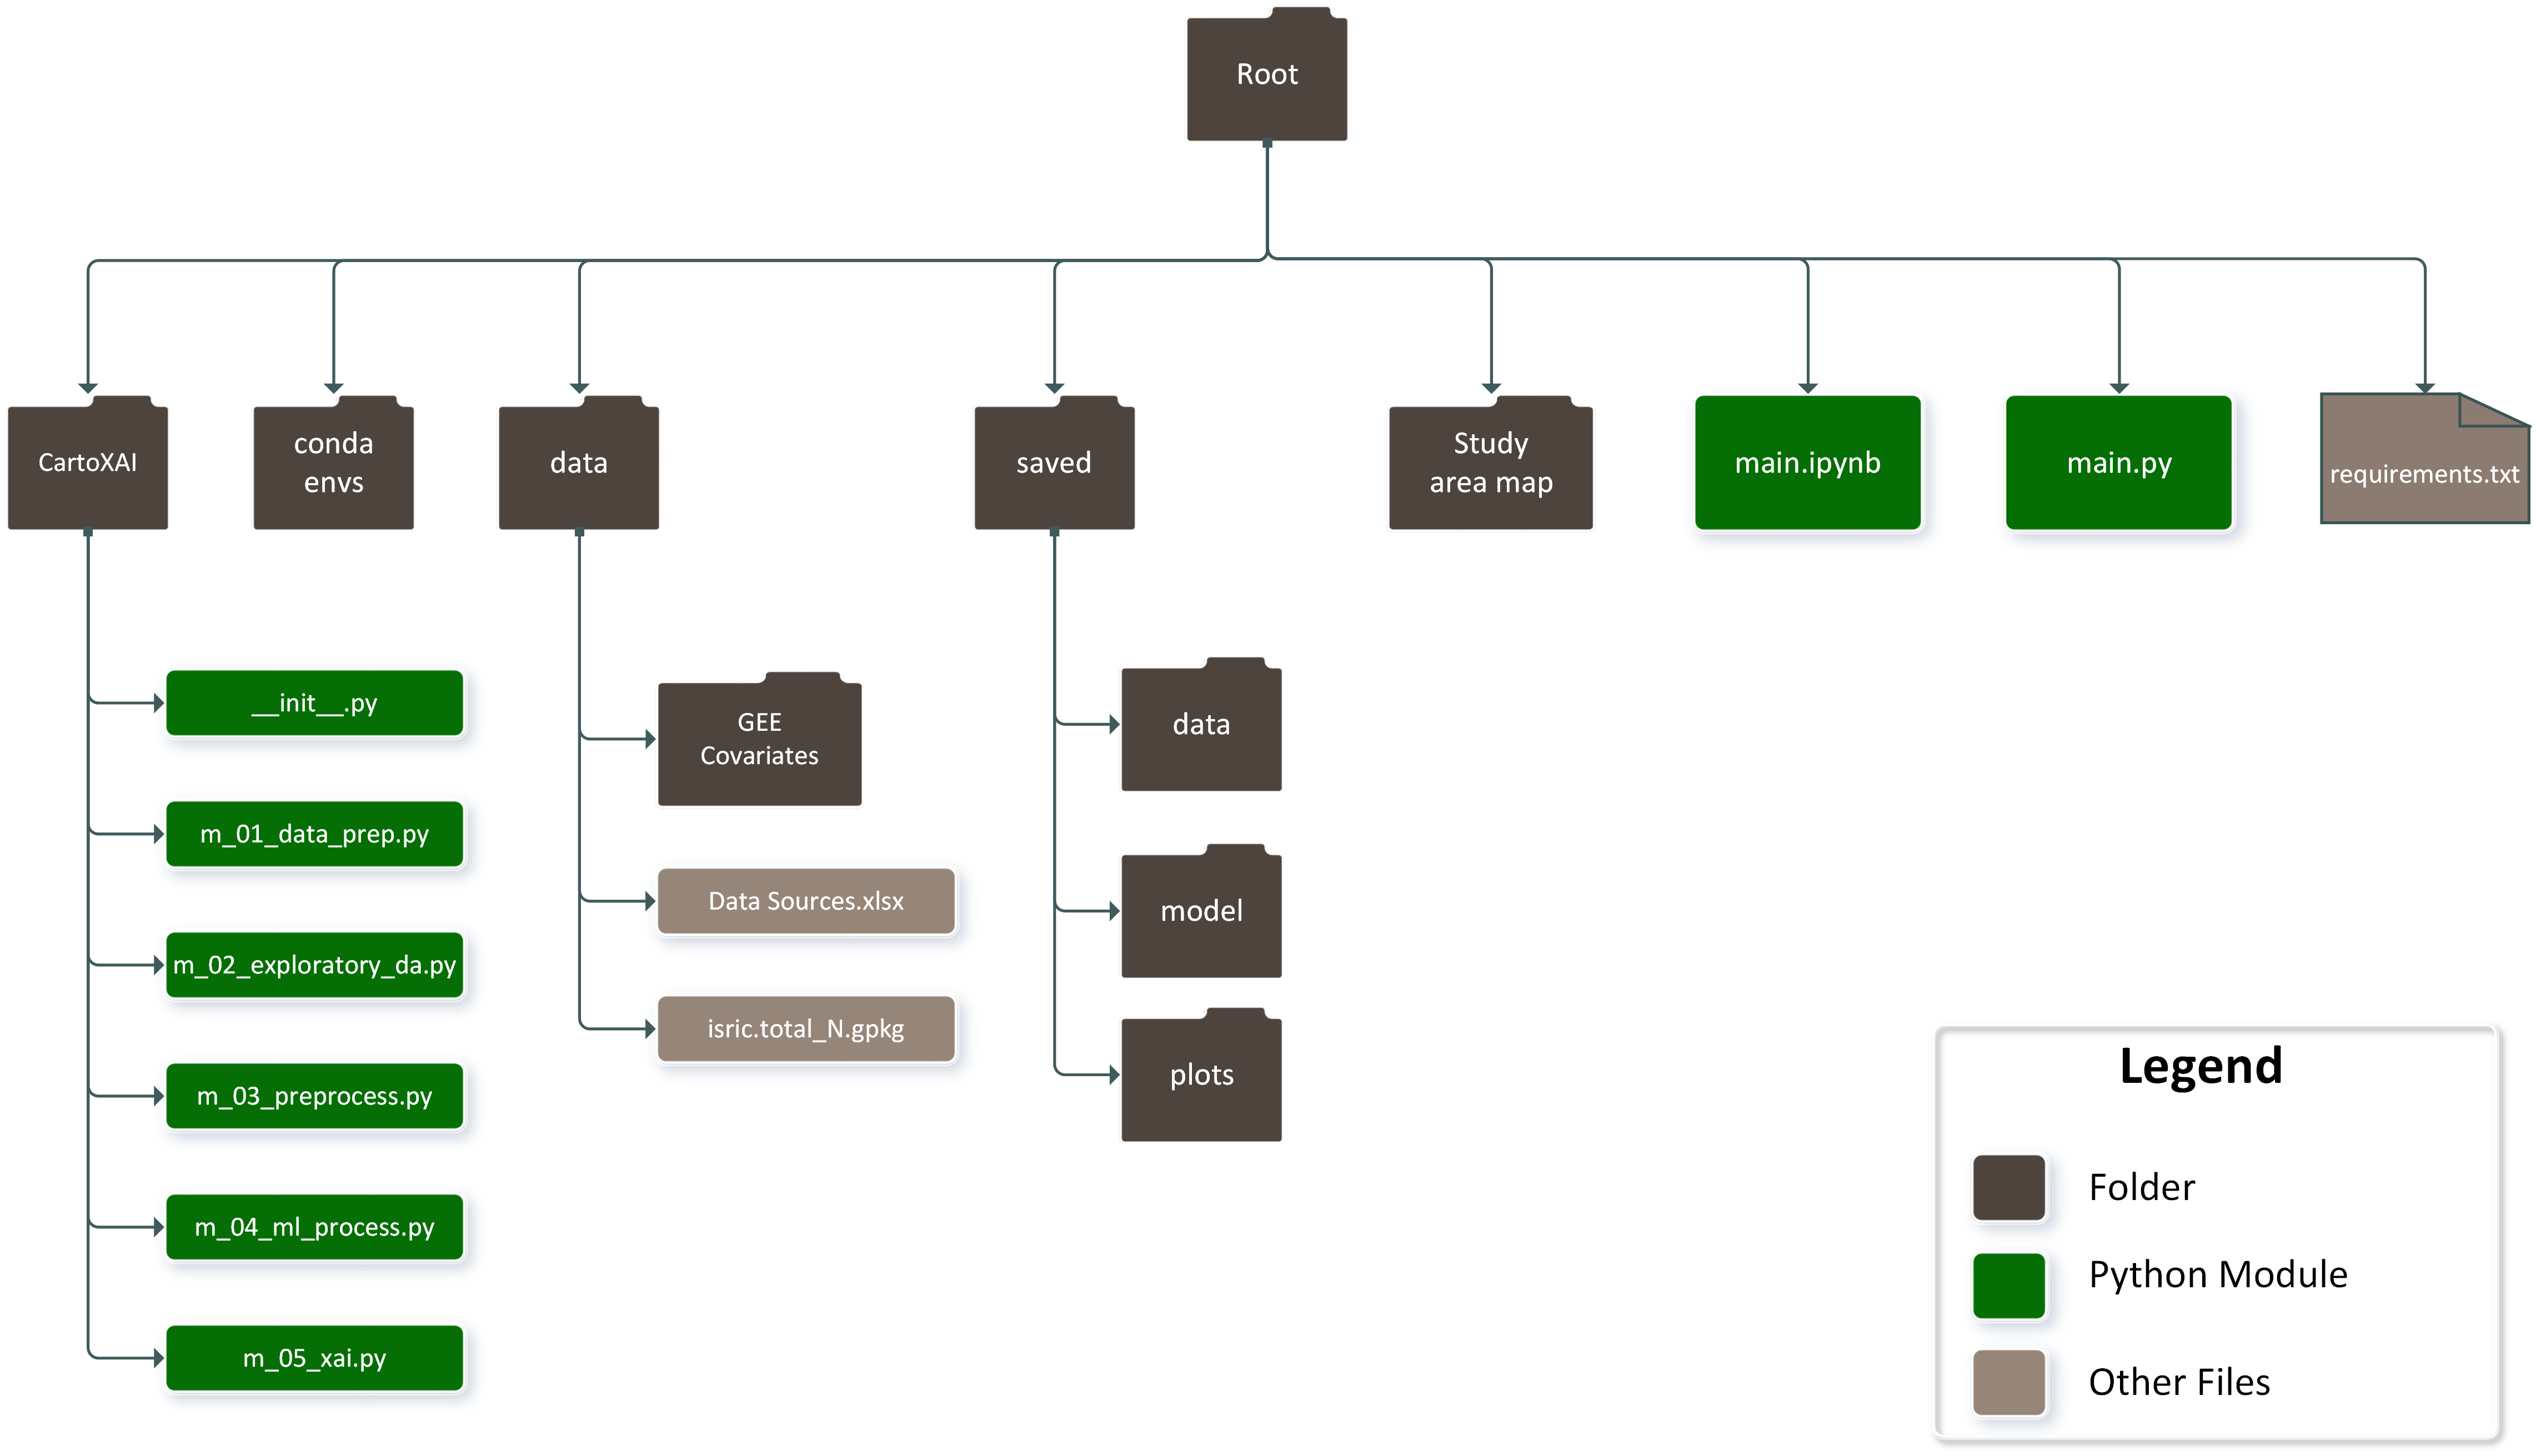 Root
CartoXAI
conda
envs
data
saved
Study
area map
main.ipynb
main.py
requirements.txt
__init__.py
m_01_data_prep.py
m_02_exploratory_da.py
m_03_preprocess.py
m_04_ml_process.py
m_05_xai.py
GEE
Covariates
Data Sources.xlsx
isric.total_N.gpkg
data
model
plots
Legend
Folder
Python Module
Other Files